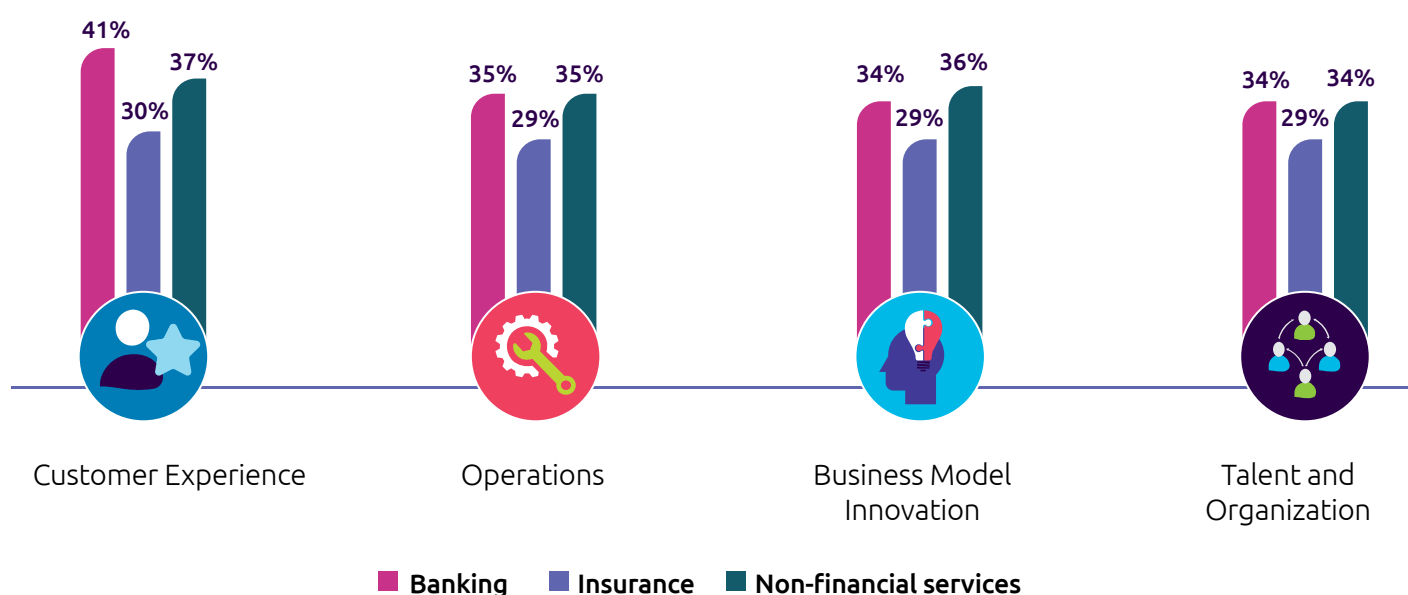 41%
30%
37%
35%
29%
35%
34%
29%
36%
34%
29%
34%
Customer Experience
Operations
Business Model
Innovation
Talent and
Organization
Banking
Insurance
Non-financial services